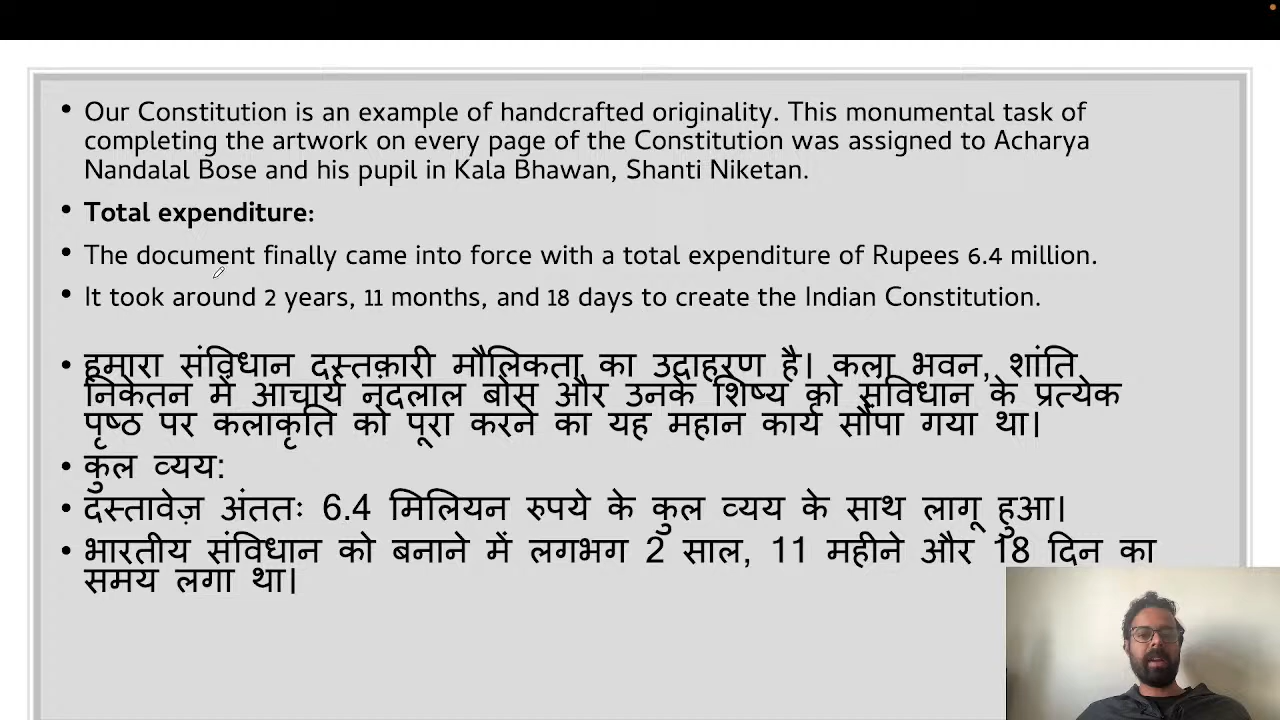 • Our Constitution is an example of handcrafted originality. This monumental task of
completing the artwork on every page of the Constitution was assigned to Acharya
Nandalal Bose and his pupil in Kala Bhawan, Shanti Niketan.
• Total expenditure:
• The document finally came into force with a total expenditure of Rupees 6.4 million.
• It took around 2 years, 11 months, and 18 days to create the Indian Constitution.
• हमारा संविधान दस्तक़ारी मौलिकता का उदाहरण है। कला भवन, शांति
निकेतन में आचार्य नंदलाल बोस और उनके शिष्य को संविधान के प्रत्येक
पृष्ठ पर कलाकृति को पूरा करने का यह महान कार्य सौंपा गया था।
• कुल व्यय:
• दस्तावेज़ अंततः 6.4 मिलियन रुपये के कुल व्यय के साथ लागू हुआ।
• भारतीय संविधान को बनाने में लगभग 2 साल, 11 महीने और 18 दिन का
समय लगा था।